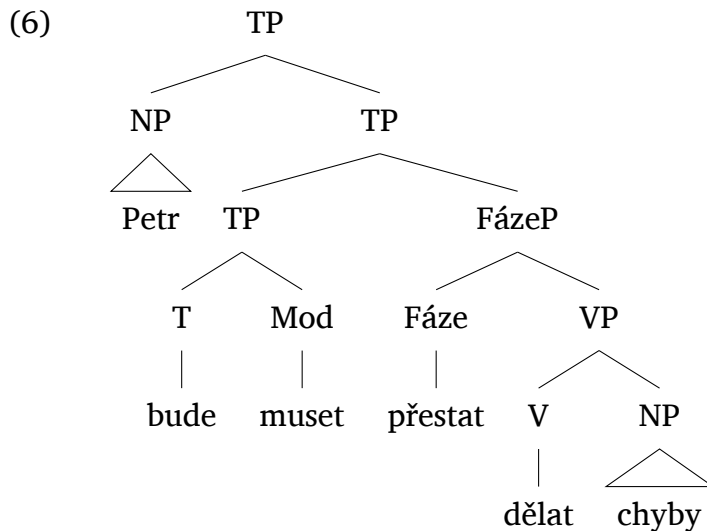 (6) TP
NP TP
Petr TP FázeP
T Mod Fáze VP
bude muset přestat V NP
dělat chyby